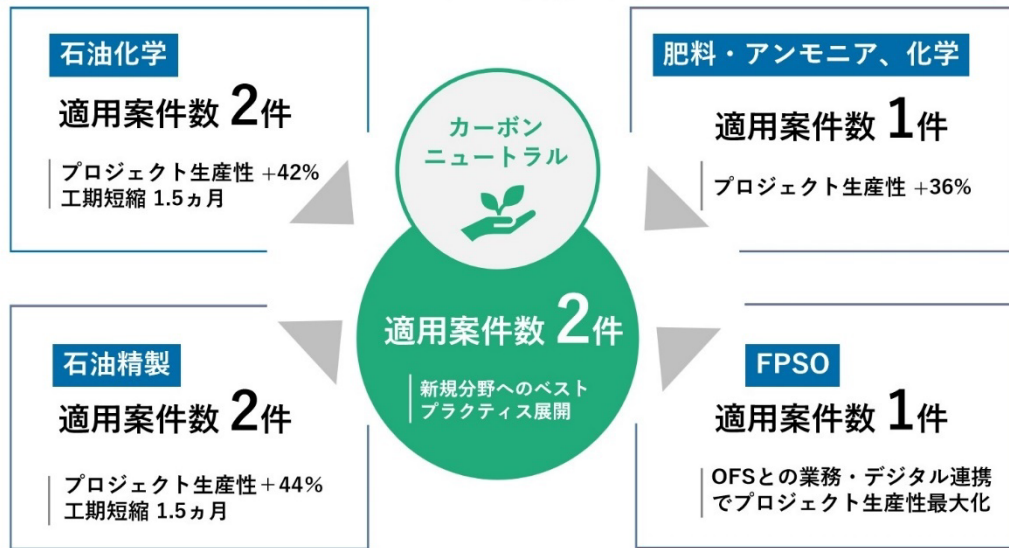 石油化学
適用案件数 2件
プロジェクト生産性 +42%
工期短縮 1.5ヵ月
肥料・アンモニア、化学
適用案件数 1件
プロジェクト生産性 +36%
カーボン
ニュートラル
適用案件数 2件
新規分野へのベスト
プラクティス展開
石油精製
適用案件数 2件
プロジェクト生産性+44%
工期短縮 1.5ヵ月
FPSO
適用案件数 1件
OFSとの業務・デジタル連携
でプロジェクト生産性最大化